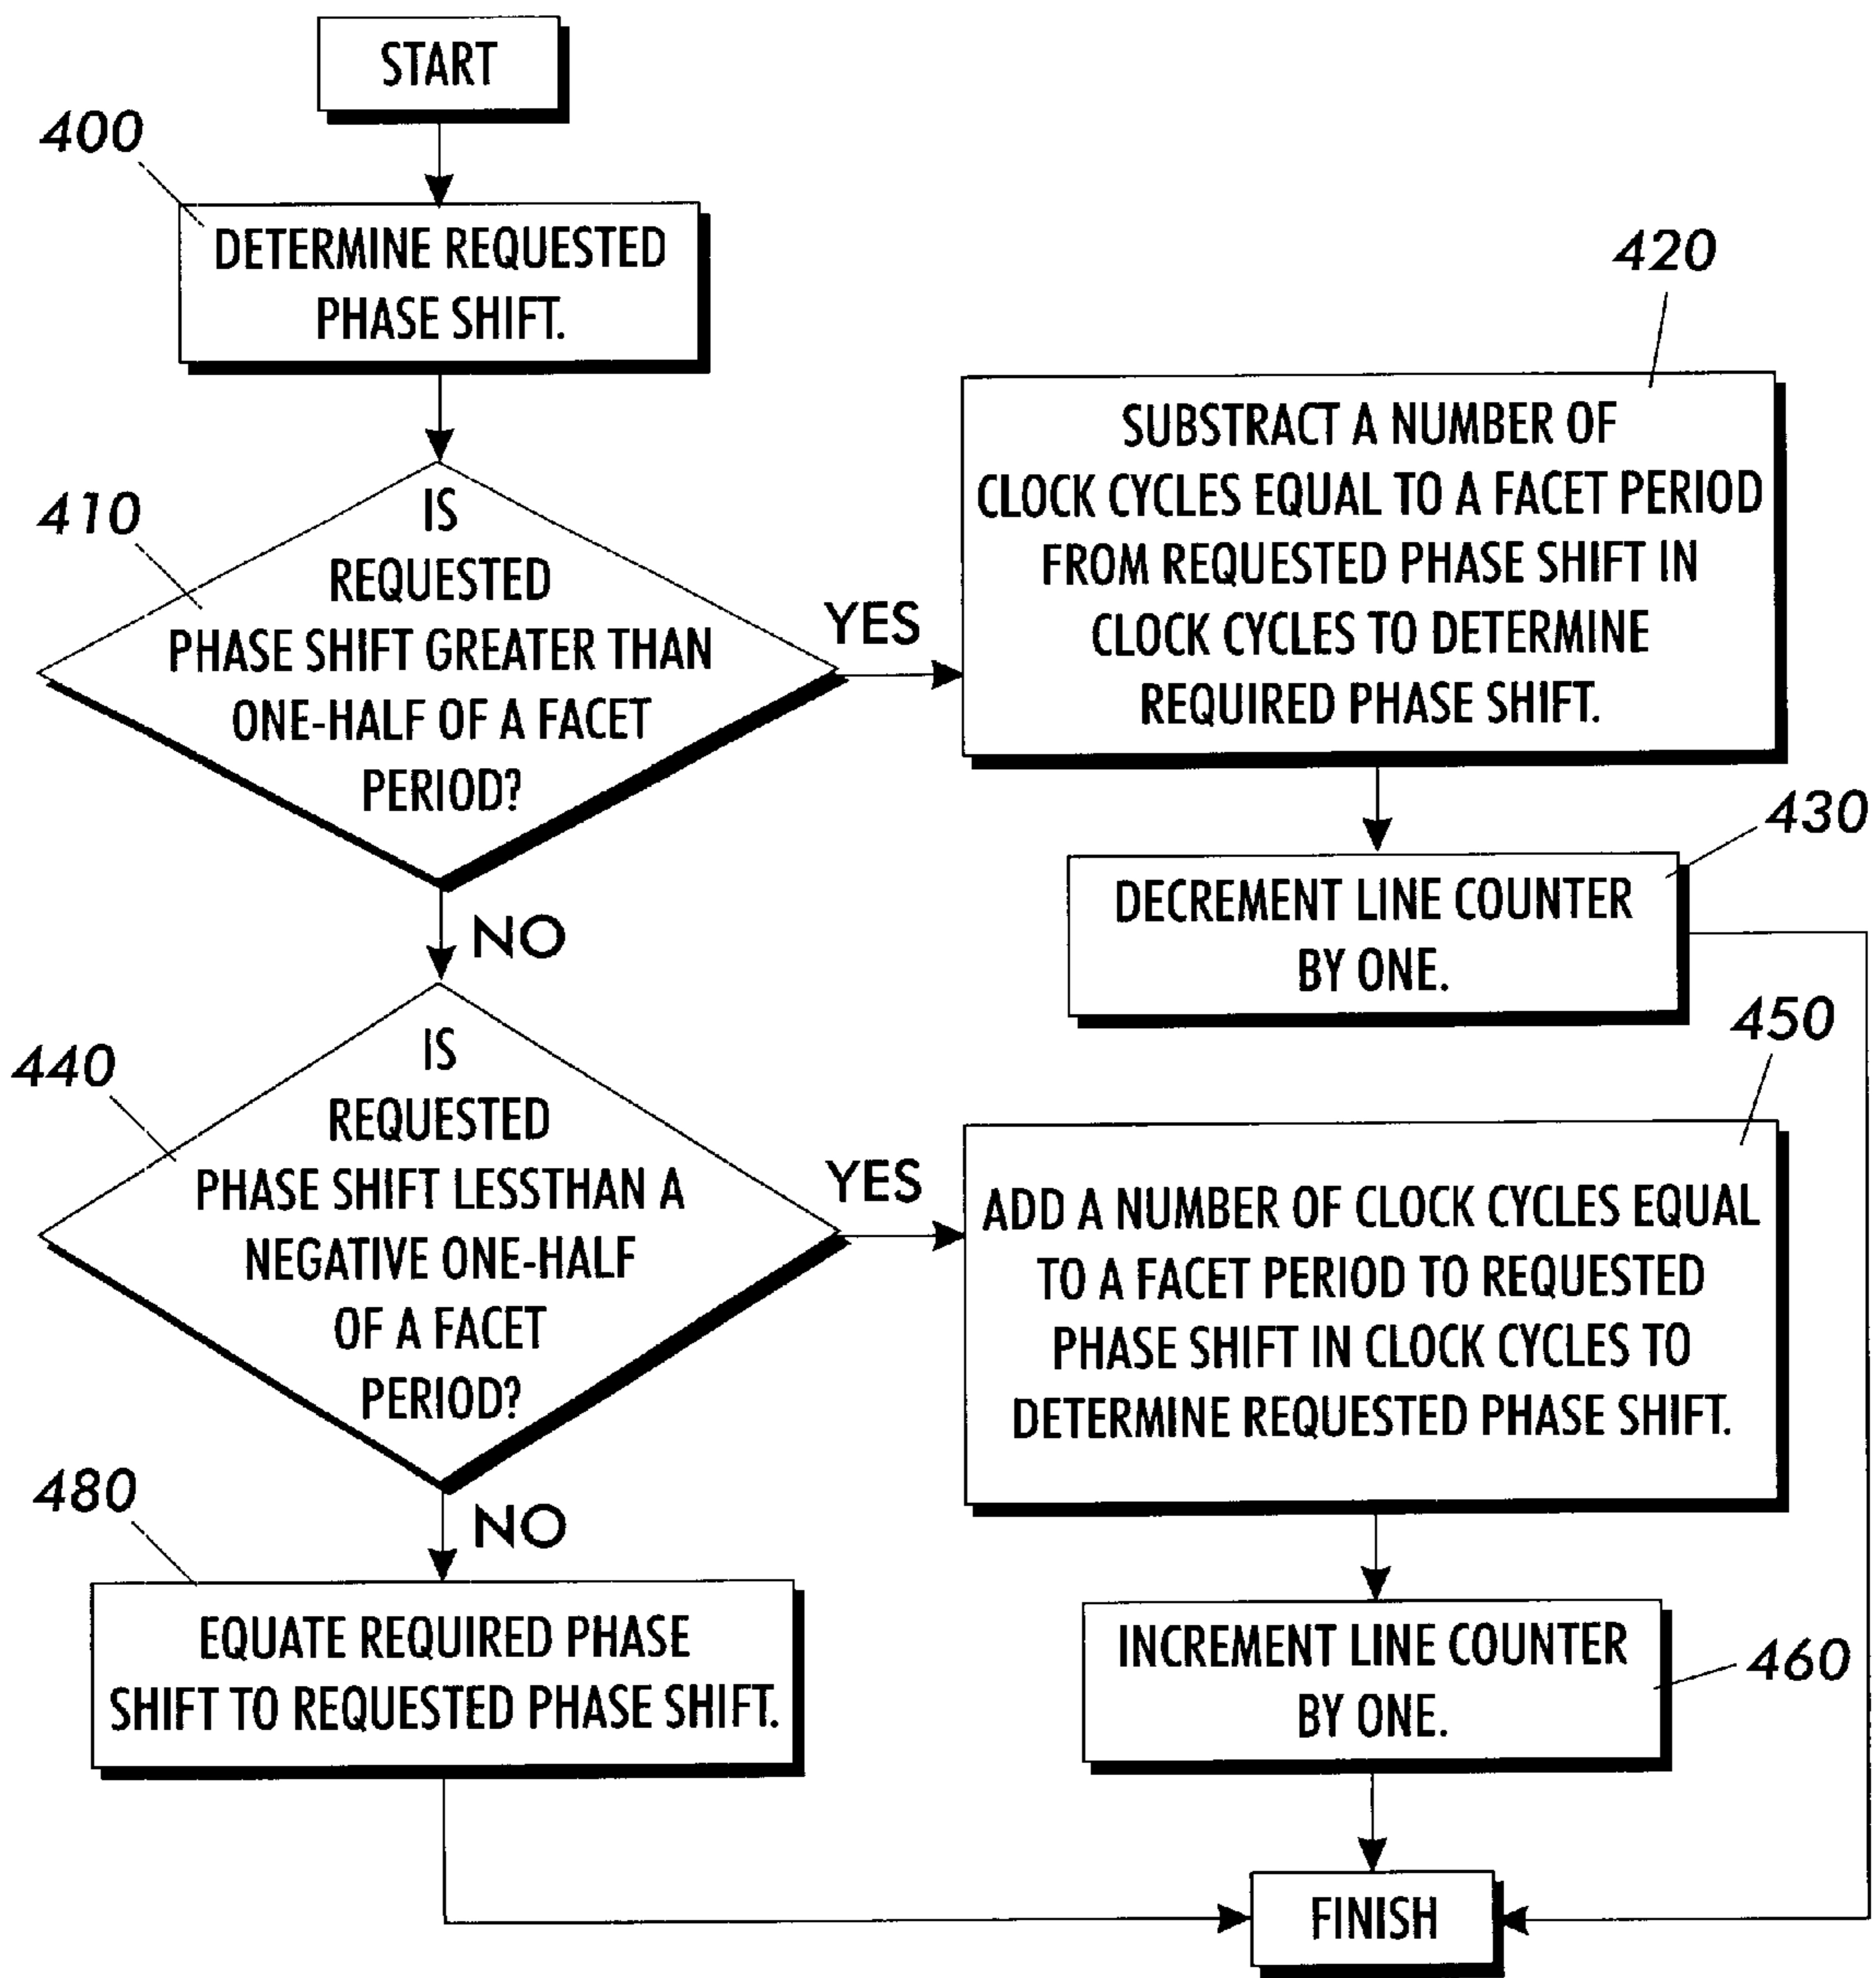 START
400
DETERMINE REQUESTED
PHASE SHIFT.
410
IS
REQUESTED
PHASE SHIFT GREATER THAN
ONE-HALF OF A FACET
PERIOD?
YES
420
SUBSTRACT A NUMBER OF
CLOCK CYCLES EQUAL TO A FACET PERIOD
FROM REQUESTED PHASE SHIFT IN
CLOCK CYCLES TO DETERMINE
REQUIRED PHASE SHIFT.
430
DECREMENT LINE COUNTER
BY ONE.
NO
440
IS
REQUESTED
PHASE SHIFT LESSTHAN A
NEGATIVE ONE-HALF
OF A FACET
PERIOD?
YES
450
ADD A NUMBER OF CLOCK CYCLES EQUAL
TO A FACET PERIOD TO REQUESTED
PHASE SHIFT IN CLOCK CYCLES TO
DETERMINE REQUESTED PHASE SHIFT.
NO
480
EQUATE REQUIRED PHASE
SHIFT TO REQUESTED PHASE SHIFT.
INCREMENT LINE COUNTER
BY ONE.
460
FINISH